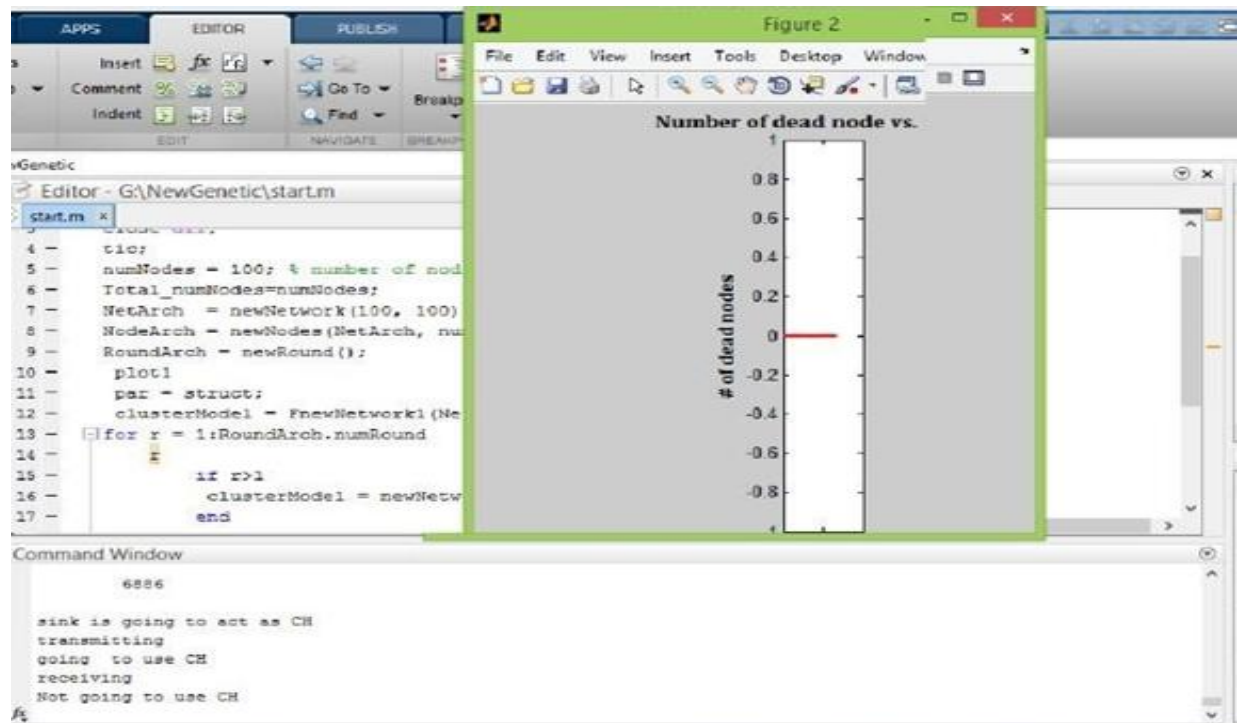 APPS EDITOR PUBLISH
Insert fx
Comment
Indent
Go To
Find
EDIT
NAVIGATE
Figure 2
File Edit View Insert Tools Desktop Window
Number of dead node vs.
# of dead nodes
1
0.8
0.6
0.4
0.2
0
-0.2
-0.4
-0.6
-0.8
Editor - G:\NewGenetic\start.m
start.m ×
4 - tic;
5 - numNodes = 100; % number of nod
6 - Total_numNodes=numNodes;
7 - NetArch = newNetwork(100, 100)
8 - NodeArch = newNodes(NetArch, nu
9 - RoundArch = newRound();
10 - plot1
11 - par = struct;
12 - clusterModel = FnewNetwork1(Ne
13 - for r = 1:RoundArch.numRound
14 - r
15 - if r>1
16 - clusterModel = newNetw
17 - end
Command Window
6886
sink is going to act as CH
transmitting
going to use CH
receiving
Not going to use CH
fx